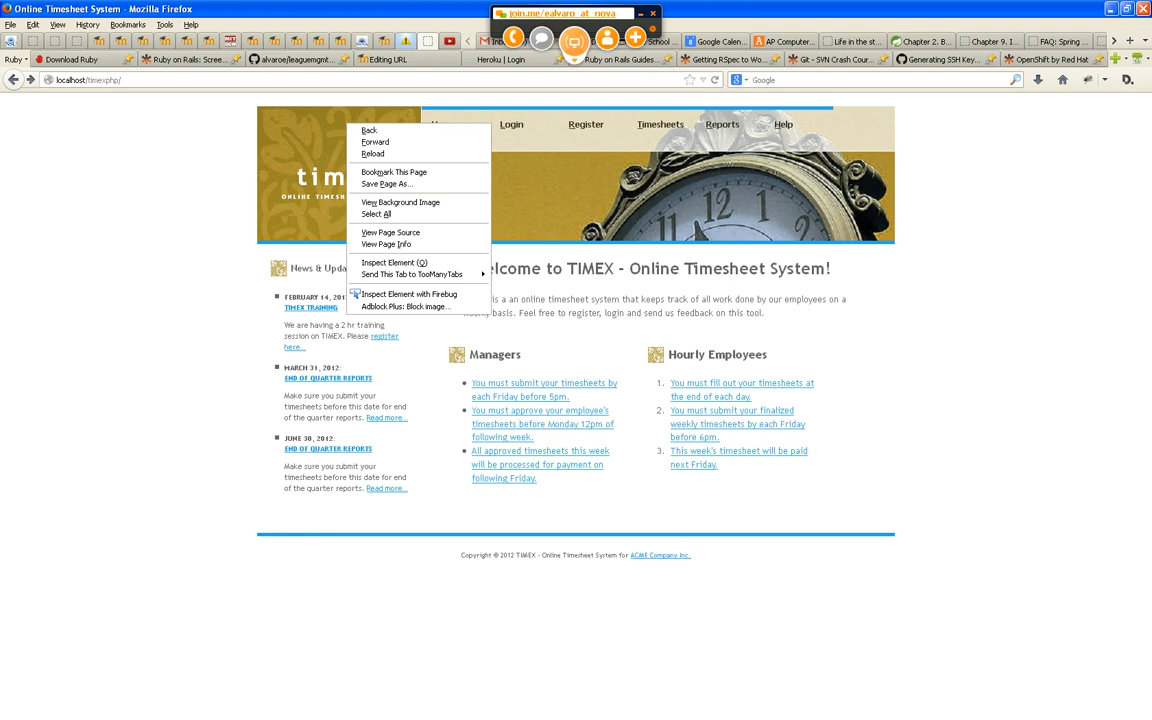 Online Timesheet System - Mozilla Firefox
join.me/ealvaro_at_nova
File Edit View History Bookmarks Tools Help
School ...
Google Calen...
AP Computer...
Life in the st...
Chapter 2. B...
Chapter 9. I...
FAQ: Spring ...
Ruby
Download Ruby
Ruby on Rails: Scree...
alvaroe/leaguemgmt...
Editing URL
Heroku | Login
Ruby on Rails Guides...
Getting RSpec to Wo...
Git - SVN Crash Cour...
Generating SSH Key...
OpenShift by Red Hat
localhost/timexphp/
Google
Login Register Timesheets Reports Help
tim
ONLINE TIMESH
Back
Forward
Reload
Bookmark This Page
Save Page As...
View Background Image
Select All
View Page Source
View Page Info
Inspect Element (Q)
Send This Tab to TooManyTabs
Inspect Element with Firebug
Adblock Plus: Block image...
News & Upda
FEBRUARY 14, 201
TIMEX TRAINING
We are having a 2 hr training
session on TIMEX. Please register
here...
MARCH 31, 2012:
END OF QUARTER REPORTS
Make sure you submit your
timesheets before this date for end
of the quarter reports. Read more...
JUNE 30, 2012:
END OF QUARTER REPORTS
Make sure you submit your
timesheets before this date for end
of the quarter reports. Read more...
elcome to TIMEX - Online Timesheet System!
is a an online timesheet system that keeps track of all work done by our employees on a
basis. Feel free to register, login and send us feedback on this tool.
Managers
• You must submit your timesheets by
each Friday before 5pm.
• You must approve your employee's
timesheets before Monday 12pm of
following week.
• All approved timesheets this week
will be processed for payment on
following Friday.
Hourly Employees
1. You must fill out your timesheets at
the end of each day.
2. You must submit your finalized
weekly timesheets by each Friday
before 6pm.
3. This week's timesheet will be paid
next Friday.
Copyright © 2012 TIMEX - Online Timesheet System for ACME Company Inc.